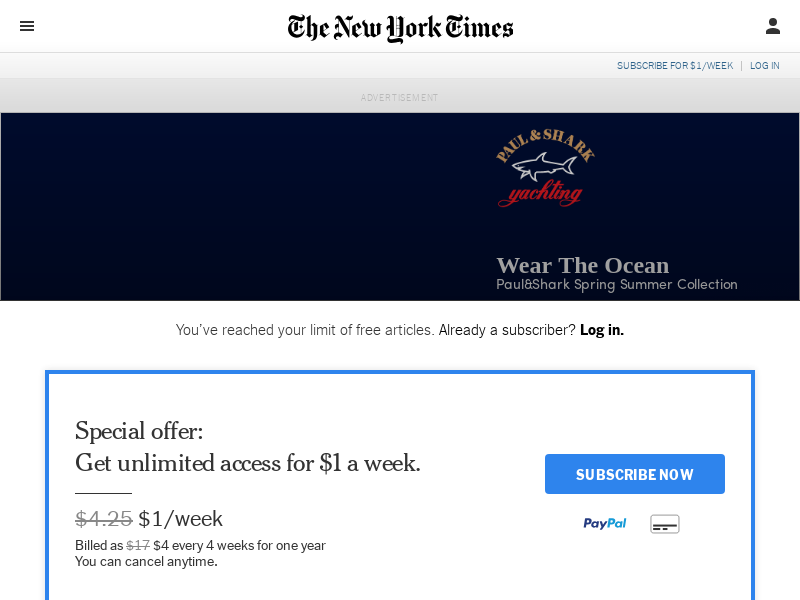 The New York Times
SUBSCRIBE FOR $1/WEEK | LOG IN
ADVERTISEMENT
PAUL & SHARK
yachting
Wear The Ocean
Paul&Shark Spring Summer Collection
You've reached your limit of free articles. Already a subscriber? Log in.
Special offer:
Get unlimited access for $1 a week.
SUBSCRIBE NOW
$4.25 $1/week
PayPal
Billed as $17 $4 every 4 weeks for one year
You can cancel anytime.